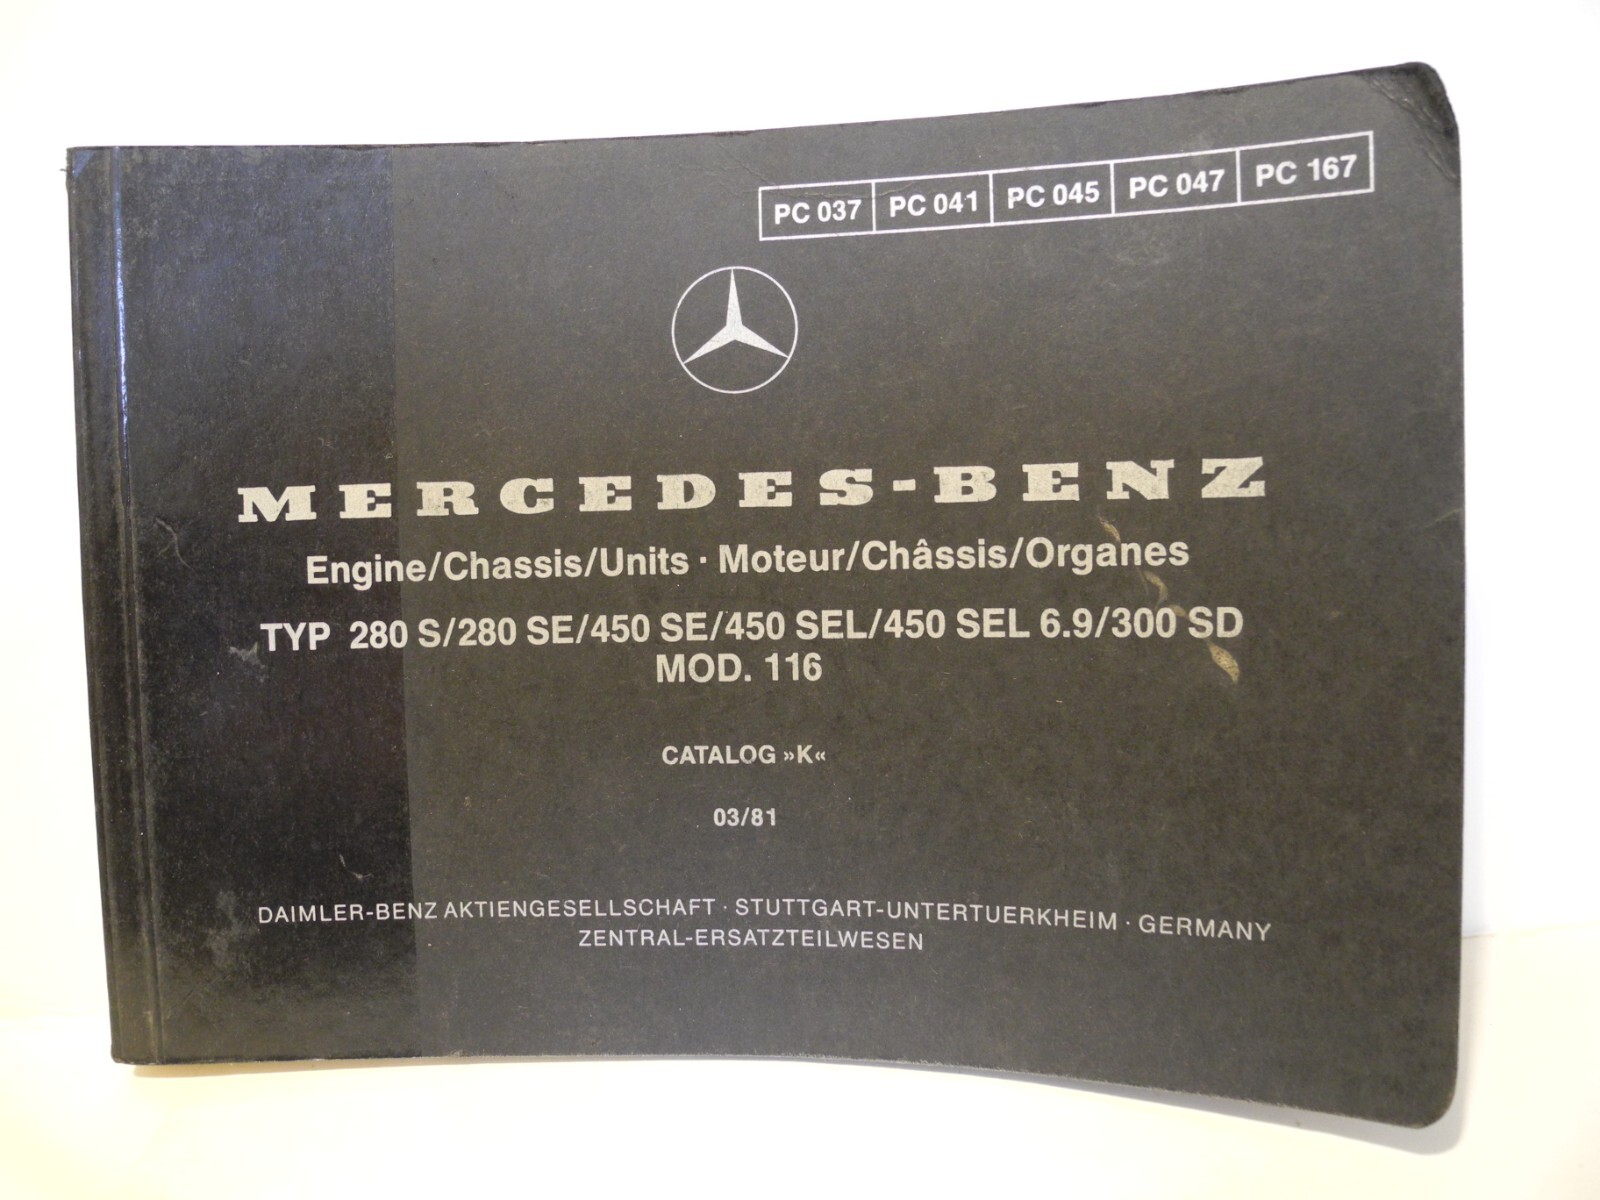 PC 037 PC 041 PC 045 PC 047 PC 167
MERCEDES-BENZ
Engine/Chassis/Units · Moteur/Châssis/Organes
TYP 280 S/280 SE/450 SE/450 SEL/450 SEL 6.9/300 SD
MOD. 116
CATALOG »K«
03/81
DAIMLER-BENZ AKTIENGESELLSCHAFT · STUTTGART-UNTERTUERKHEIM · GERMANY
ZENTRAL-ERSATZTEILWESEN